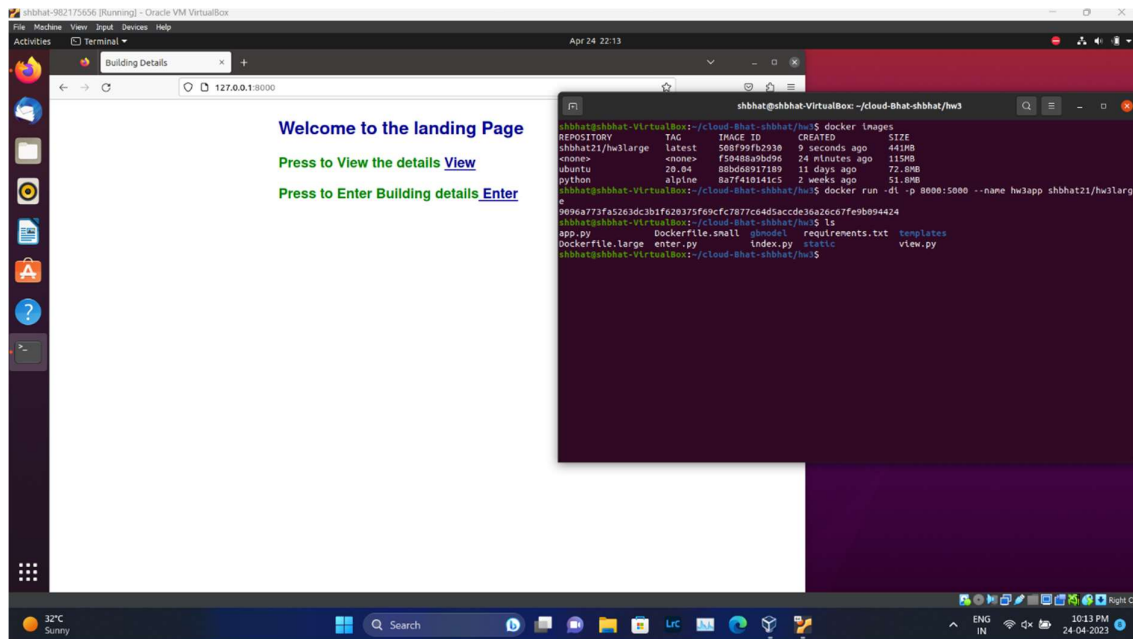 shbhat-982175656 [Running] - Oracle VM VirtualBox
File Machine View Input Devices Help
Activities Terminal Apr 24 22:13
Building Details
127.0.0.1:8000
Welcome to the landing Page
Press to View the details View
Press to Enter Building details Enter
shbhat@shbhat-VirtualBox: ~/cloud-Bhat-shbhat/hw3
shbhat@shbhat-VirtualBox:~/cloud-Bhat-shbhat/hw3$ docker images
REPOSITORY TAG IMAGE ID CREATED SIZE
shbhat21/hw3large latest 508f99fb2930 9 seconds ago 441MB
<none> <none> f50488a9bd96 24 minutes ago 115MB
ubuntu 20.04 88bd68917189 11 days ago 72.8MB
python alpine 8a7f410141c5 2 weeks ago 51.8MB
shbhat@shbhat-VirtualBox:~/cloud-Bhat-shbhat/hw3$ docker run -di -p 8000:5000 --name hw3app shbhat21/hw3larg
e
9096a773fa5263dc3b1f620375f69cfc7877c64d5accde36a26c67fe9b094424
shbhat@shbhat-VirtualBox:~/cloud-Bhat-shbhat/hw3$ ls
app.py Dockerfile.small gbmodel requirements.txt templates
Dockerfile.large enter.py index.py static view.py
shbhat@shbhat-VirtualBox:~/cloud-Bhat-shbhat/hw3$
Right C
32°C
Sunny
Search
LrC
ENG
IN
10:13 PM
24-04-2023